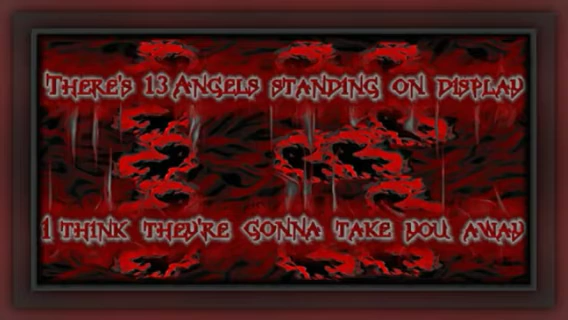 There's 13 Angels standing on display
I think they're gonna take you away